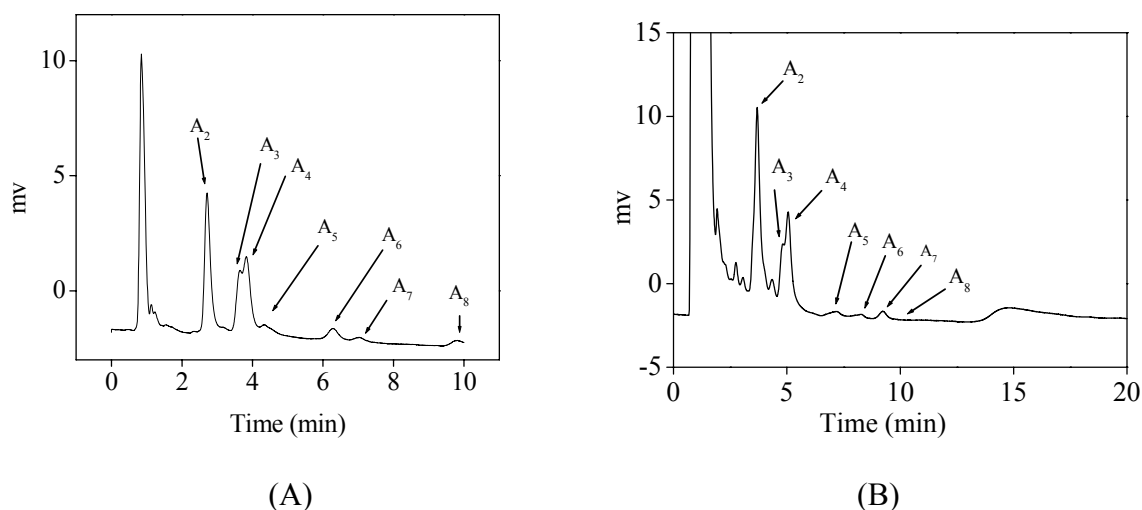 10
5
0
mv
A₂
A₃
A₄
A₅
A₆
A₇
A₈
0 2 4 6 8 10
Time (min)
(A)
15
10
5
0
-5
mv
A₂
A₃
A₄
A₅
A₆
A₇
A₈
0 5 10 15 20
Time (min)
(B)